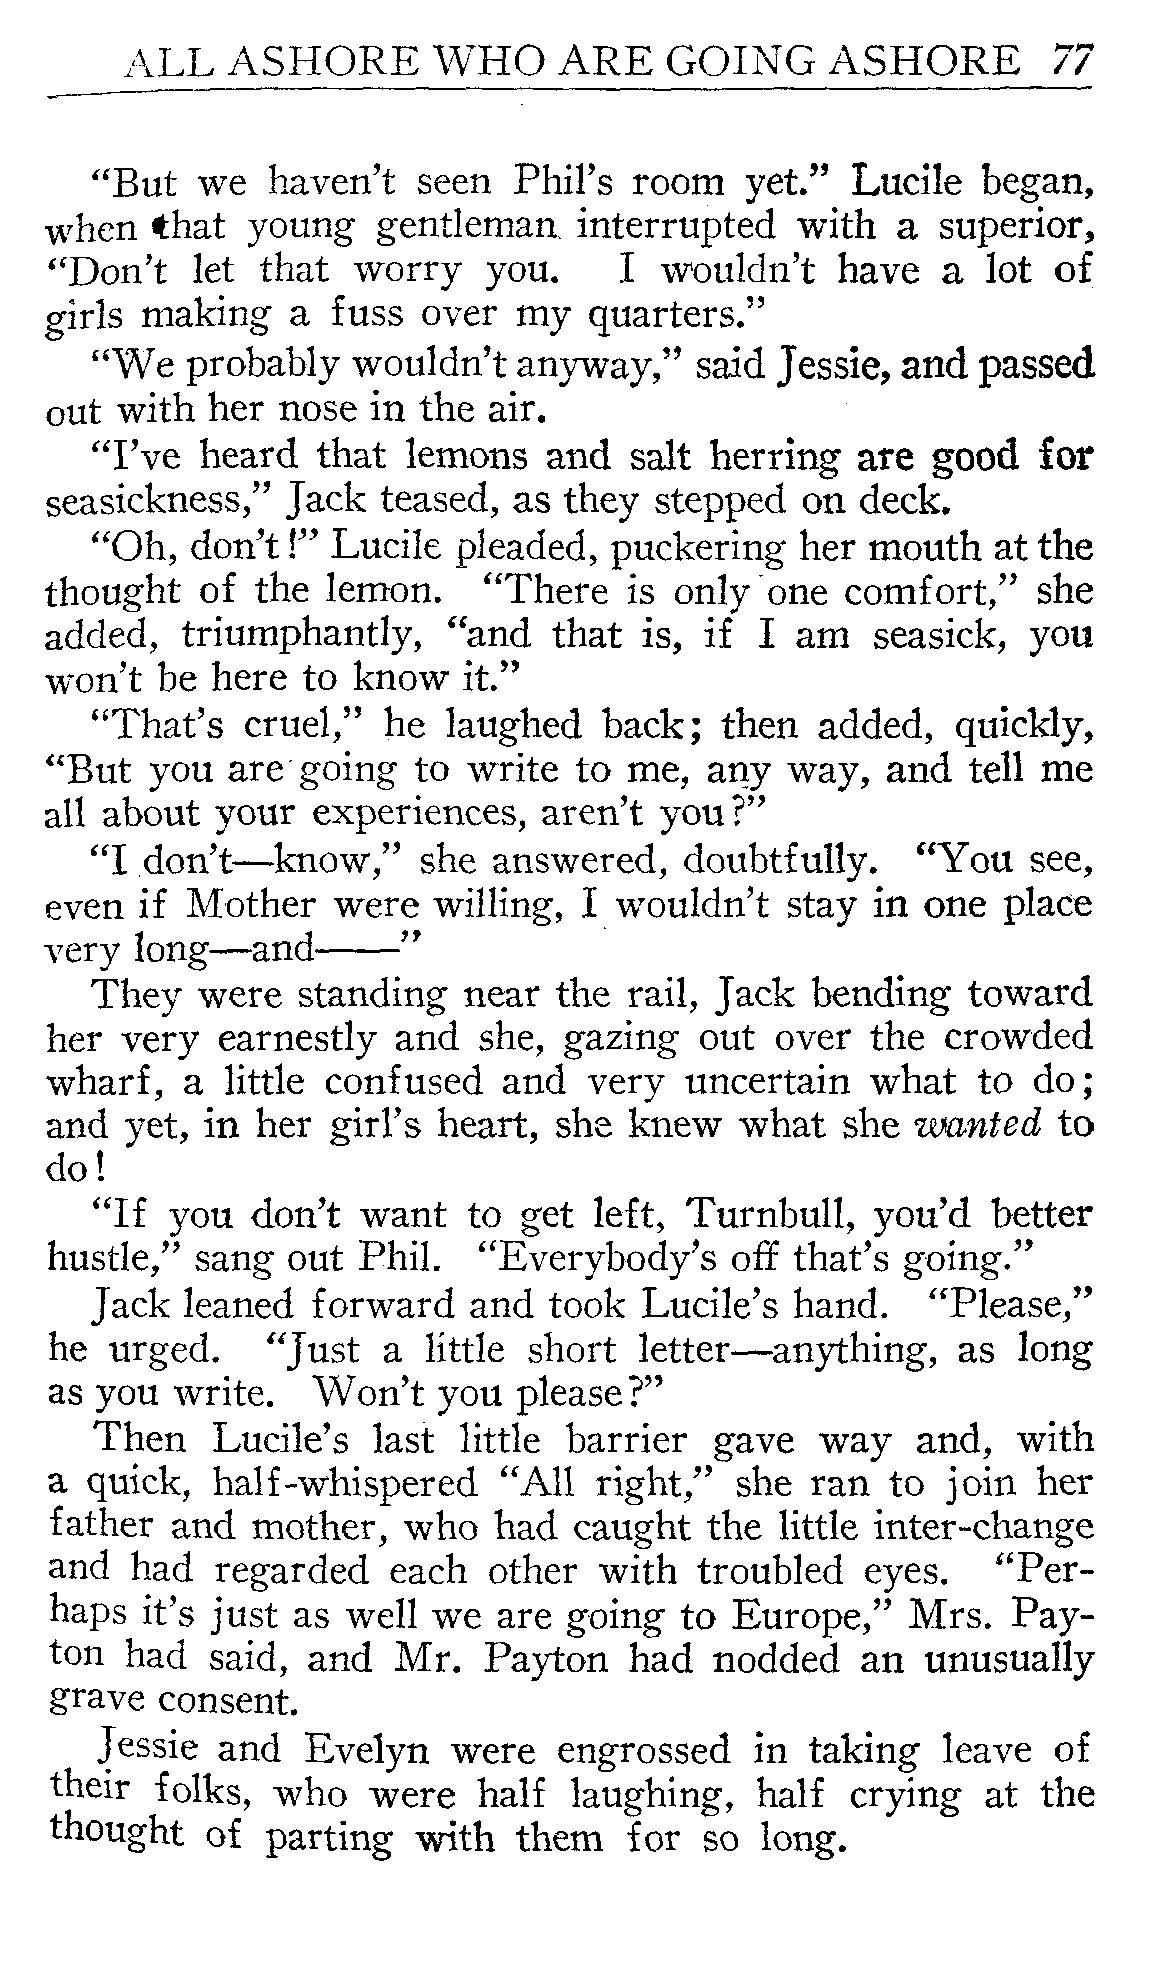 ALL ASHORE WHO ARE GOING ASHORE 77
“But we haven’t seen Phil’s room yet.” Lucile began,
when that young gentleman interrupted with a superior,
“Don’t let that worry you. I wouldn’t have a lot of
girls making a fuss over my quarters.”
“We probably wouldn’t anyway,” said Jessie, and passed
out with her nose in the air.
“I’ve heard that lemons and salt herring are good for
seasickness,” Jack teased, as they stepped on deck.
“Oh, don’t!” Lucile pleaded, puckering her mouth at the
thought of the lemon. “There is only one comfort,” she
added, triumphantly, “and that is, if I am seasick, you
won’t be here to know it.”
“That’s cruel,” he laughed back; then added, quickly,
“But you are going to write to me, any way, and tell me
all about your experiences, aren’t you?”
“I don’t—know,” she answered, doubtfully. “You see,
even if Mother were willing, I wouldn’t stay in one place
very long—and——”
They were standing near the rail, Jack bending toward
her very earnestly and she, gazing out over the crowded
wharf, a little confused and very uncertain what to do;
and yet, in her girl’s heart, she knew what she wanted to
do!
“If you don’t want to get left, Turnbull, you’d better
hustle,” sang out Phil. “Everybody’s off that’s going.”
Jack leaned forward and took Lucile’s hand. “Please,”
he urged. “Just a little short letter—anything, as long
as you write. Won’t you please?”
Then Lucile’s last little barrier gave way and, with
a quick, half-whispered “All right,” she ran to join her
father and mother, who had caught the little inter-change
and had regarded each other with troubled eyes. “Per-
haps it’s just as well we are going to Europe,” Mrs. Pay-
ton had said, and Mr. Payton had nodded an unusually
grave consent.
Jessie and Evelyn were engrossed in taking leave of
their folks, who were half laughing, half crying at the
thought of parting with them for so long.